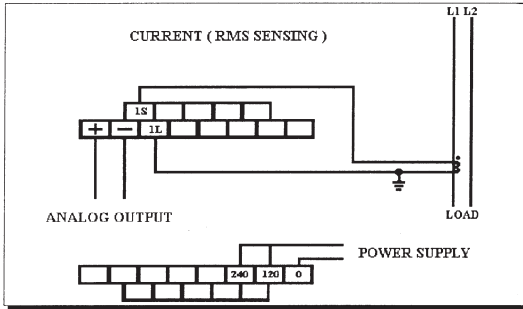 L1 L2
CURRENT ( RMS SENSING )
1S
+ − 1L
ANALOG OUTPUT
LOAD
POWER SUPPLY
240 120 0